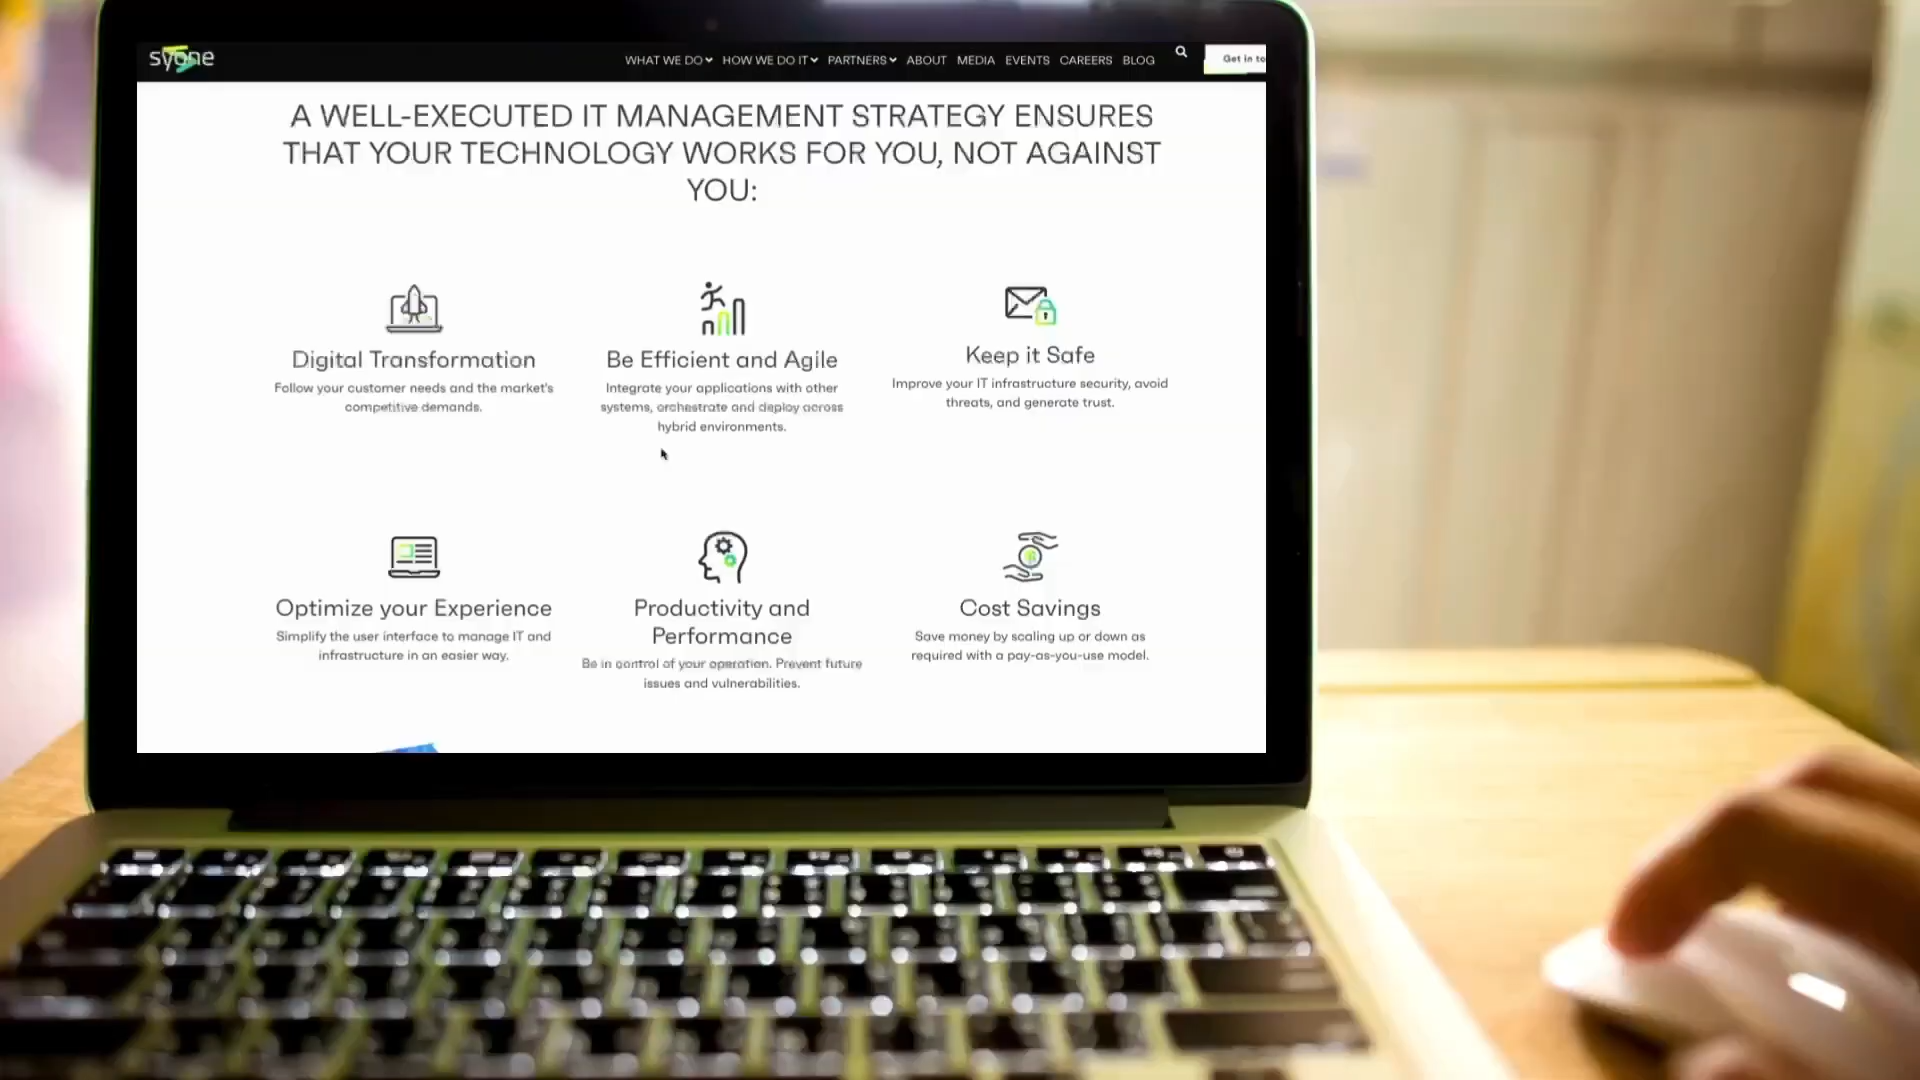 syone
WHAT WE DO HOW WE DO IT PARTNERS ABOUT MEDIA EVENTS CAREERS BLOG
Get in to
A WELL-EXECUTED IT MANAGEMENT STRATEGY ENSURES
THAT YOUR TECHNOLOGY WORKS FOR YOU, NOT AGAINST
YOU:
Digital Transformation
Follow your customer needs and the market's
competitive demands.
Be Efficient and Agile
Integrate your applications with other
systems, orchestrate and deploy across
hybrid environments.
Keep it Safe
Improve your IT infrastructure security, avoid
threats, and generate trust.
Optimize your Experience
Simplify the user interface to manage IT and
infrastructure in an easier way.
Productivity and
Performance
Be in control of your operation. Prevent future
issues and vulnerabilities.
Cost Savings
Save money by scaling up or down as
required with a pay-as-you-use model.